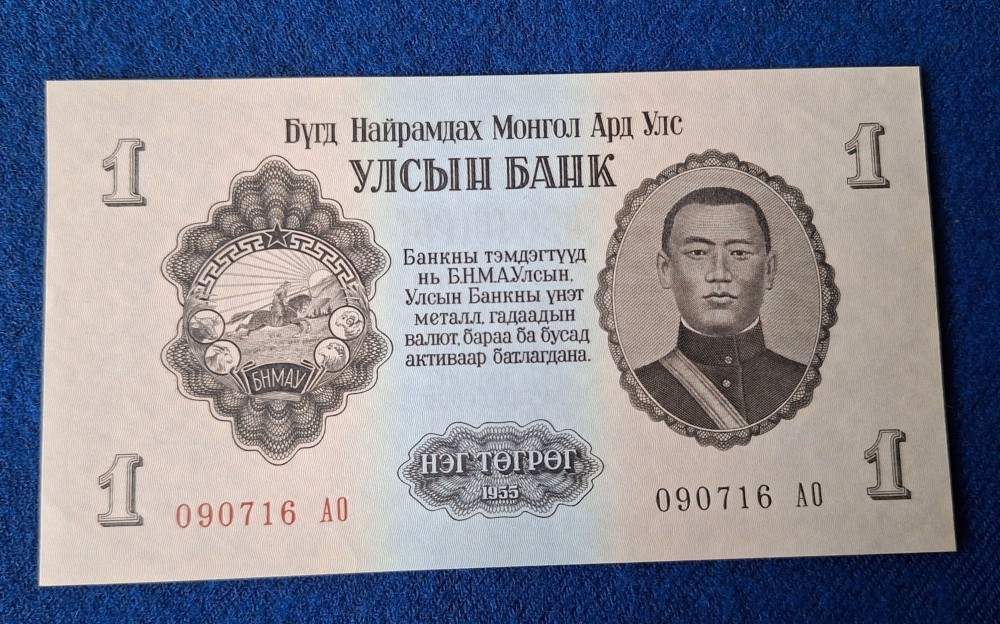 1
1
Бүгд Найрамдах Монгол Ард Улс
УЛСЫН БАНК
Банкны тэмдэгтүүд
нь Б.Н.М.А.Улсын,
Улсын Банкны үнэт
металл, гадаадын
валют, бараа ба бусад
активаар батлагдана.
БНМАУ
НЭГ ТӨГРӨГ
1955
1
090716 АО
090716 АО
1